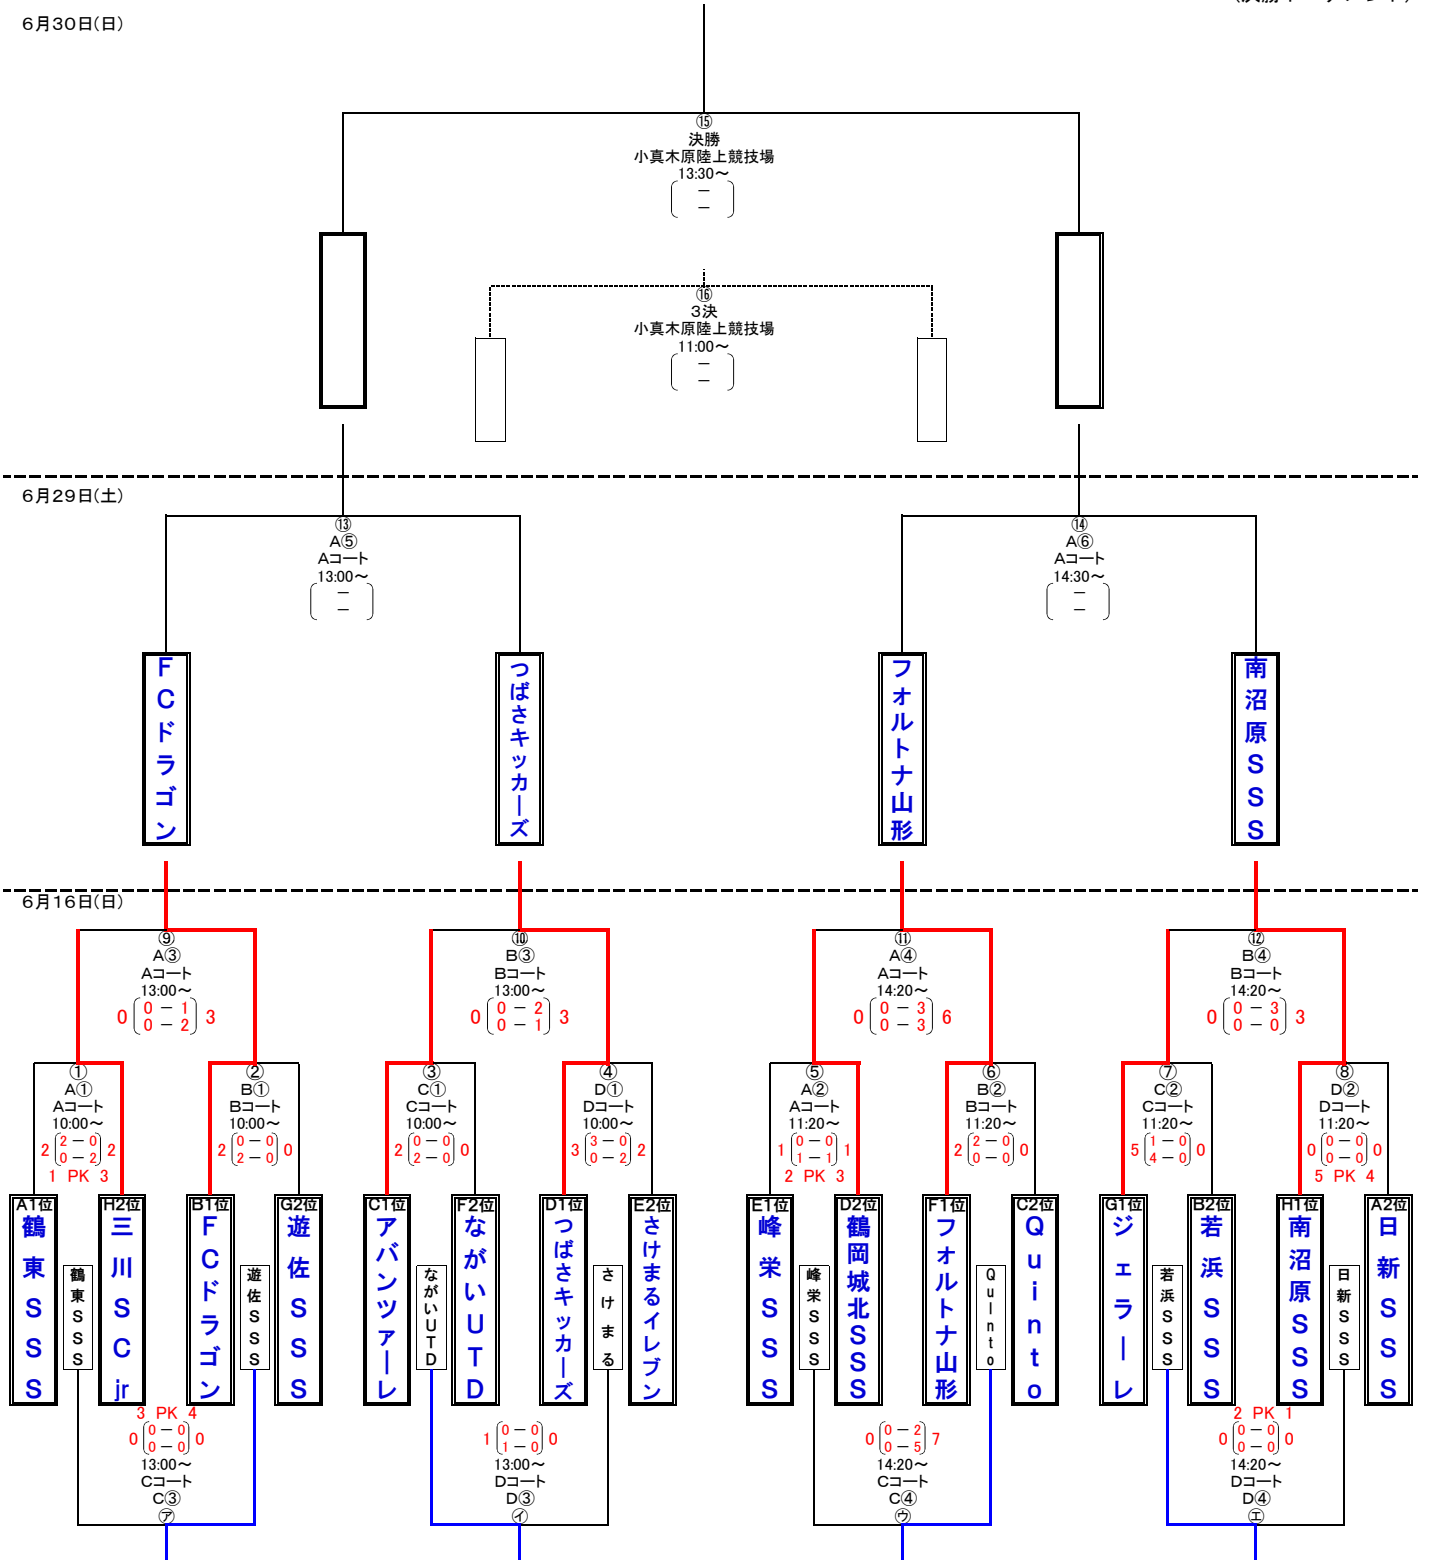 6月30日(日)
⑮
決勝
小真木原陸上競技場
13:30～
－
－
⑯
3決
小真木原陸上競技場
11:00～
－
－
6月29日(土)
⑬
A⑤
Aコート
13:00～
－
－
⑭
A⑥
Aコート
14:30～
－
－
FCドラゴン
つばさキッカーズ
フォルトナ山形
南沼原SSS
6月16日(日)
⑨
A③
Aコート
13:00～
0 0 － 1 3
0 － 2
⑩
B③
Bコート
13:00～
0 0 － 2 3
0 － 1
⑪
A④
Aコート
14:20～
0 0 － 3 6
0 － 3
⑫
B④
Bコート
14:20～
0 0 － 3 3
0 － 0
①
A①
Aコート
10:00～
2 2 － 0 2
0 － 2
1 PK 3
②
B①
Bコート
10:00～
2 0 － 0 0
2 － 0
③
C①
Cコート
10:00～
2 0 － 0 0
2 － 0
④
D①
Dコート
10:00～
3 3 － 0 2
0 － 2
⑤
A②
Aコート
11:20～
1 0 － 0 1
1 － 1
2 PK 3
⑥
B②
Bコート
11:20～
2 2 － 0 0
0 － 0
⑦
C②
Cコート
11:20～
5 1 － 0 0
4 － 0
⑧
D②
Dコート
11:20～
0 0 － 0 0
0 － 0
5 PK 4
A1位
鶴東SSS
鶴東SSS
H2位
三川SCjr
B1位
FCドラゴン
遊佐SSS
G2位
遊佐SSS
C1位
アバンツァーレ
ながいUTD
F2位
ながいUTD
D1位
つばさキッカーズ
さけまる
E2位
さけまるイレブン
E1位
峰栄SSS
峰栄SSS
D2位
鶴岡城北SSS
F1位
フォルトナ山形
QuInto
C2位
Quinto
G1位
ジェラーレ
若浜SSS
B2位
若浜SSS
H1位
南沼原SSS
日新SSS
A2位
日新SSS
3 PK 4
0 0 － 0 0
0 － 0
13:00～
Cコート
C③
㋐
1 0 － 0 0
1 － 0
13:00～
Dコート
D③
㋑
0 0 － 2 7
0 － 5
14:20～
Cコート
C④
㋒
2 PK 1
0 0 － 0 0
0 － 0
14:20～
Dコート
D④
㋓